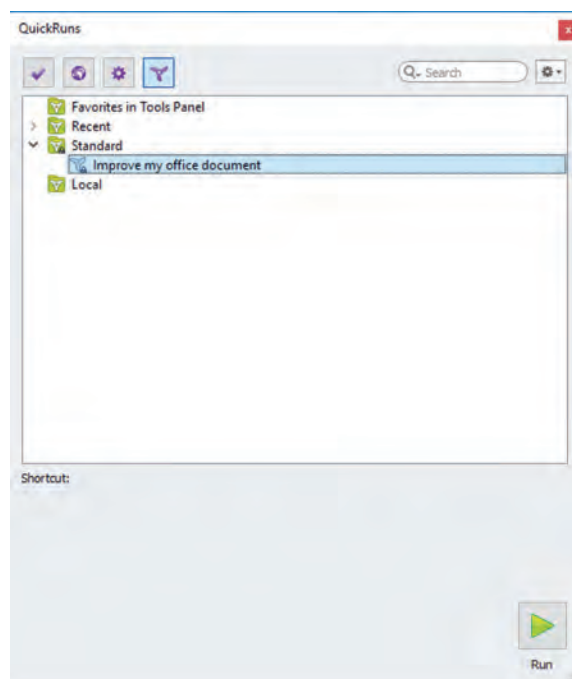 QuickRuns
x
Search
Favorites in Tools Panel
Recent
Standard
Improve my office document
Local
Shortcut:
Run